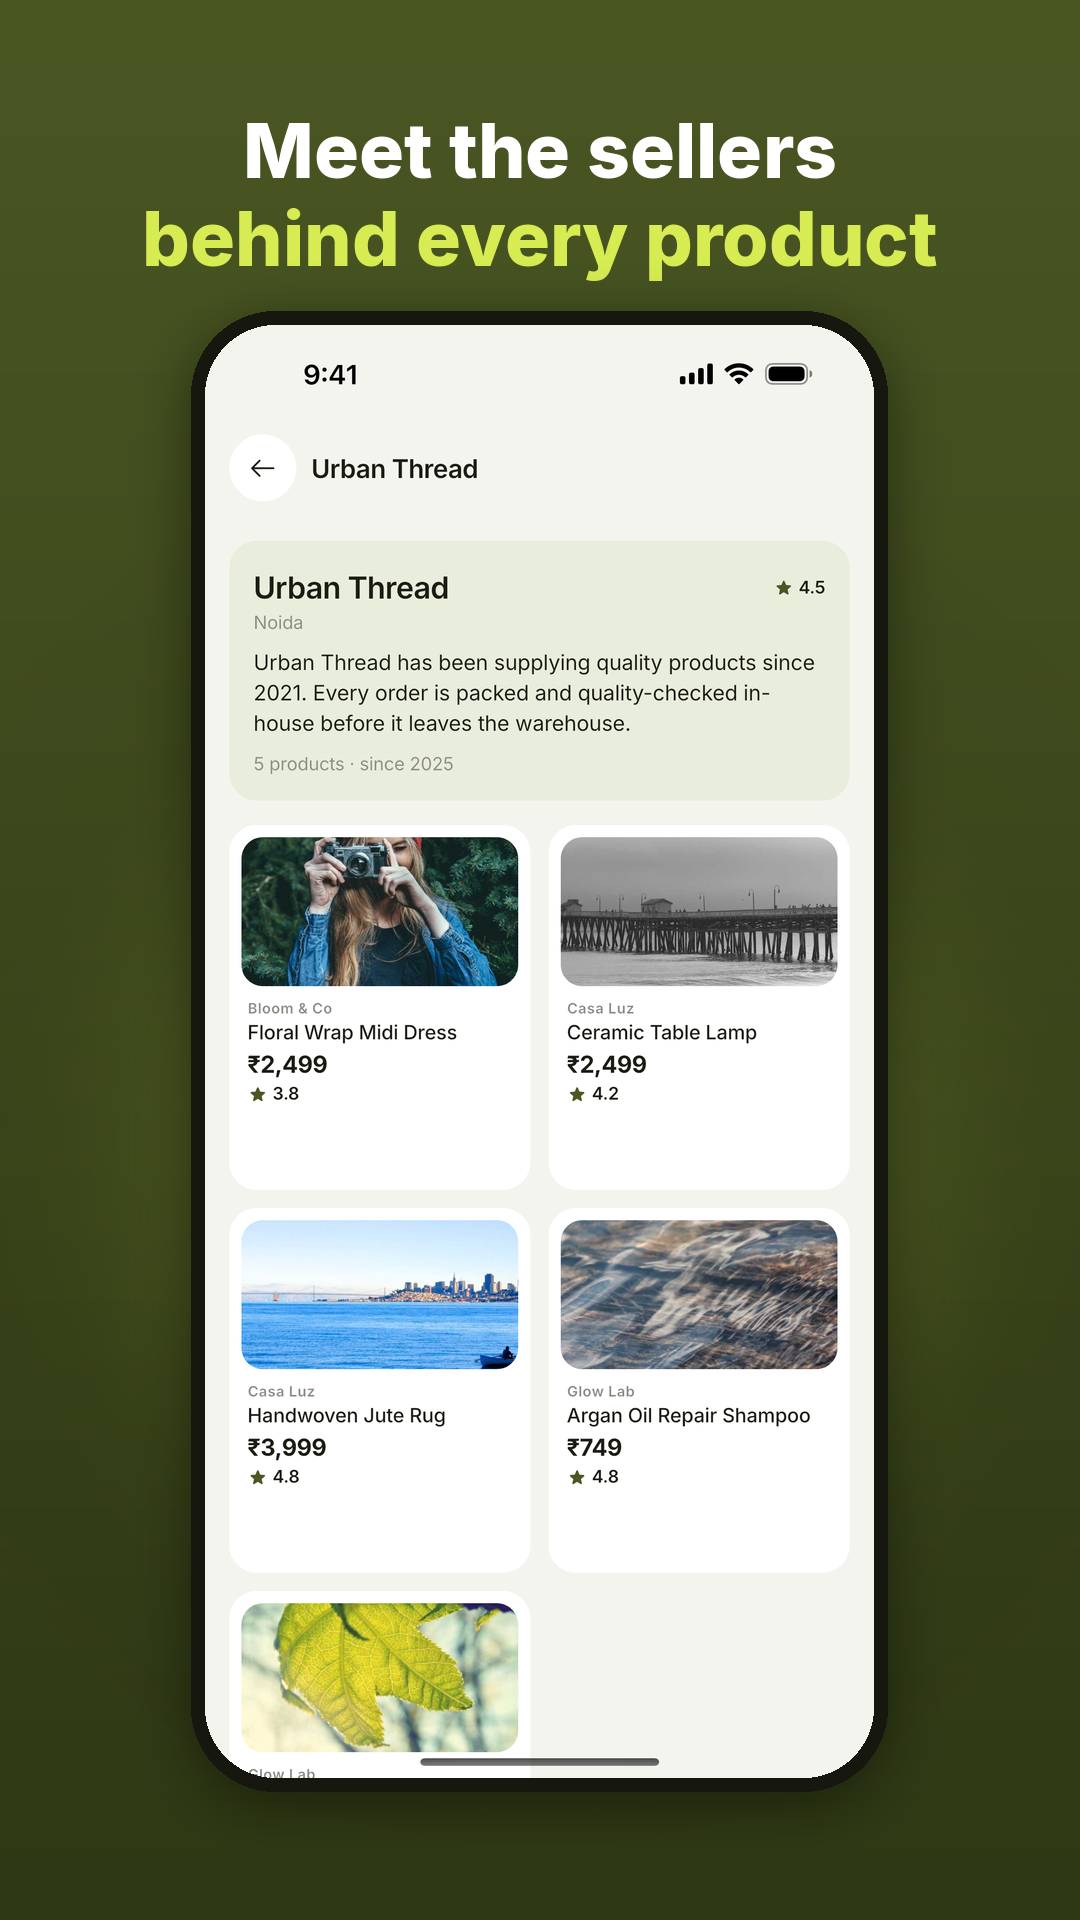 Meet the sellers
behind every product
9:41
Urban Thread
Urban Thread
4.5
Noida
Urban Thread has been supplying quality products since
2021. Every order is packed and quality-checked in-
house before it leaves the warehouse.
5 products · since 2025
Bloom & Co
Floral Wrap Midi Dress
₹2,499
3.8
Casa Luz
Ceramic Table Lamp
₹2,499
4.2
Casa Luz
Handwoven Jute Rug
₹3,999
4.8
Glow Lab
Argan Oil Repair Shampoo
₹749
4.8
Glow Lab